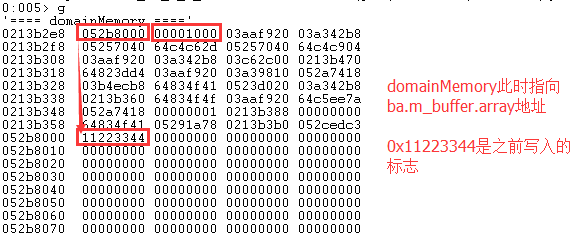 0:005> g
'==== domainMemory ===='
0213b2e8 052b8000 00001000 03aaf920 03a342b8
0213b2f8 05257040 64c4c62d 05257040 64c4c904
0213b308 03aaf920 03a342b8 03c62c00 0213b470
0213b318 64823dd4 03aaf920 03a39810 052a7418
0213b328 03b4ecb8 64834f41 0523d020 03a342b8
0213b338 0213b360 64834f4f 03aaf920 64c5ee7a
0213b348 052a7418 00000001 0213b388 00000000
0213b358 64834f41 05291a78 0213b3b0 052cedc3
052b8000 11223344 00000000 00000000 00000000
052b8010 00000000 00000000 00000000 00000000
052b8020 00000000 00000000 00000000 00000000
052b8030 00000000 00000000 00000000 00000000
052b8040 00000000 00000000 00000000 00000000
052b8050 00000000 00000000 00000000 00000000
052b8060 00000000 00000000 00000000 00000000
052b8070 00000000 00000000 00000000 00000000
domainMemory此时指向
ba.m_buffer.array地址
0x11223344是之前写入的
标志